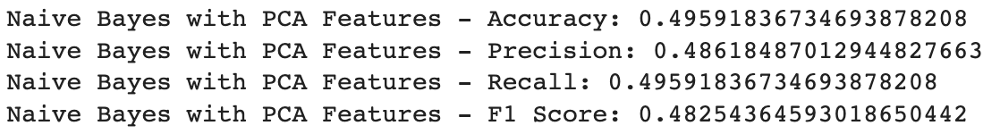 Naive Bayes with PCA Features - Accuracy: 0.49591836734693878208
Naive Bayes with PCA Features - Precision: 0.48618487012944827663
Naive Bayes with PCA Features - Recall: 0.49591836734693878208
Naive Bayes with PCA Features - F1 Score: 0.48254364593018650442